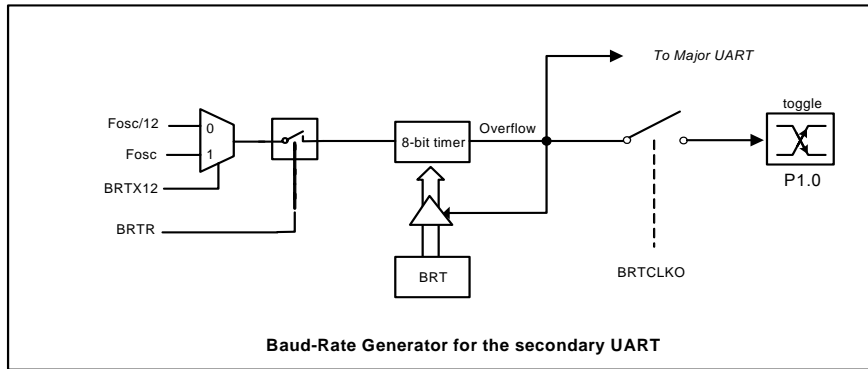 To Major UART
toggle
Fosc/12
0
8-bit timer
Overflow
Fosc
1
P1.0
BRTX12
BRTR
BRT
BRTCLKO
Baud-Rate Generator for the secondary UART